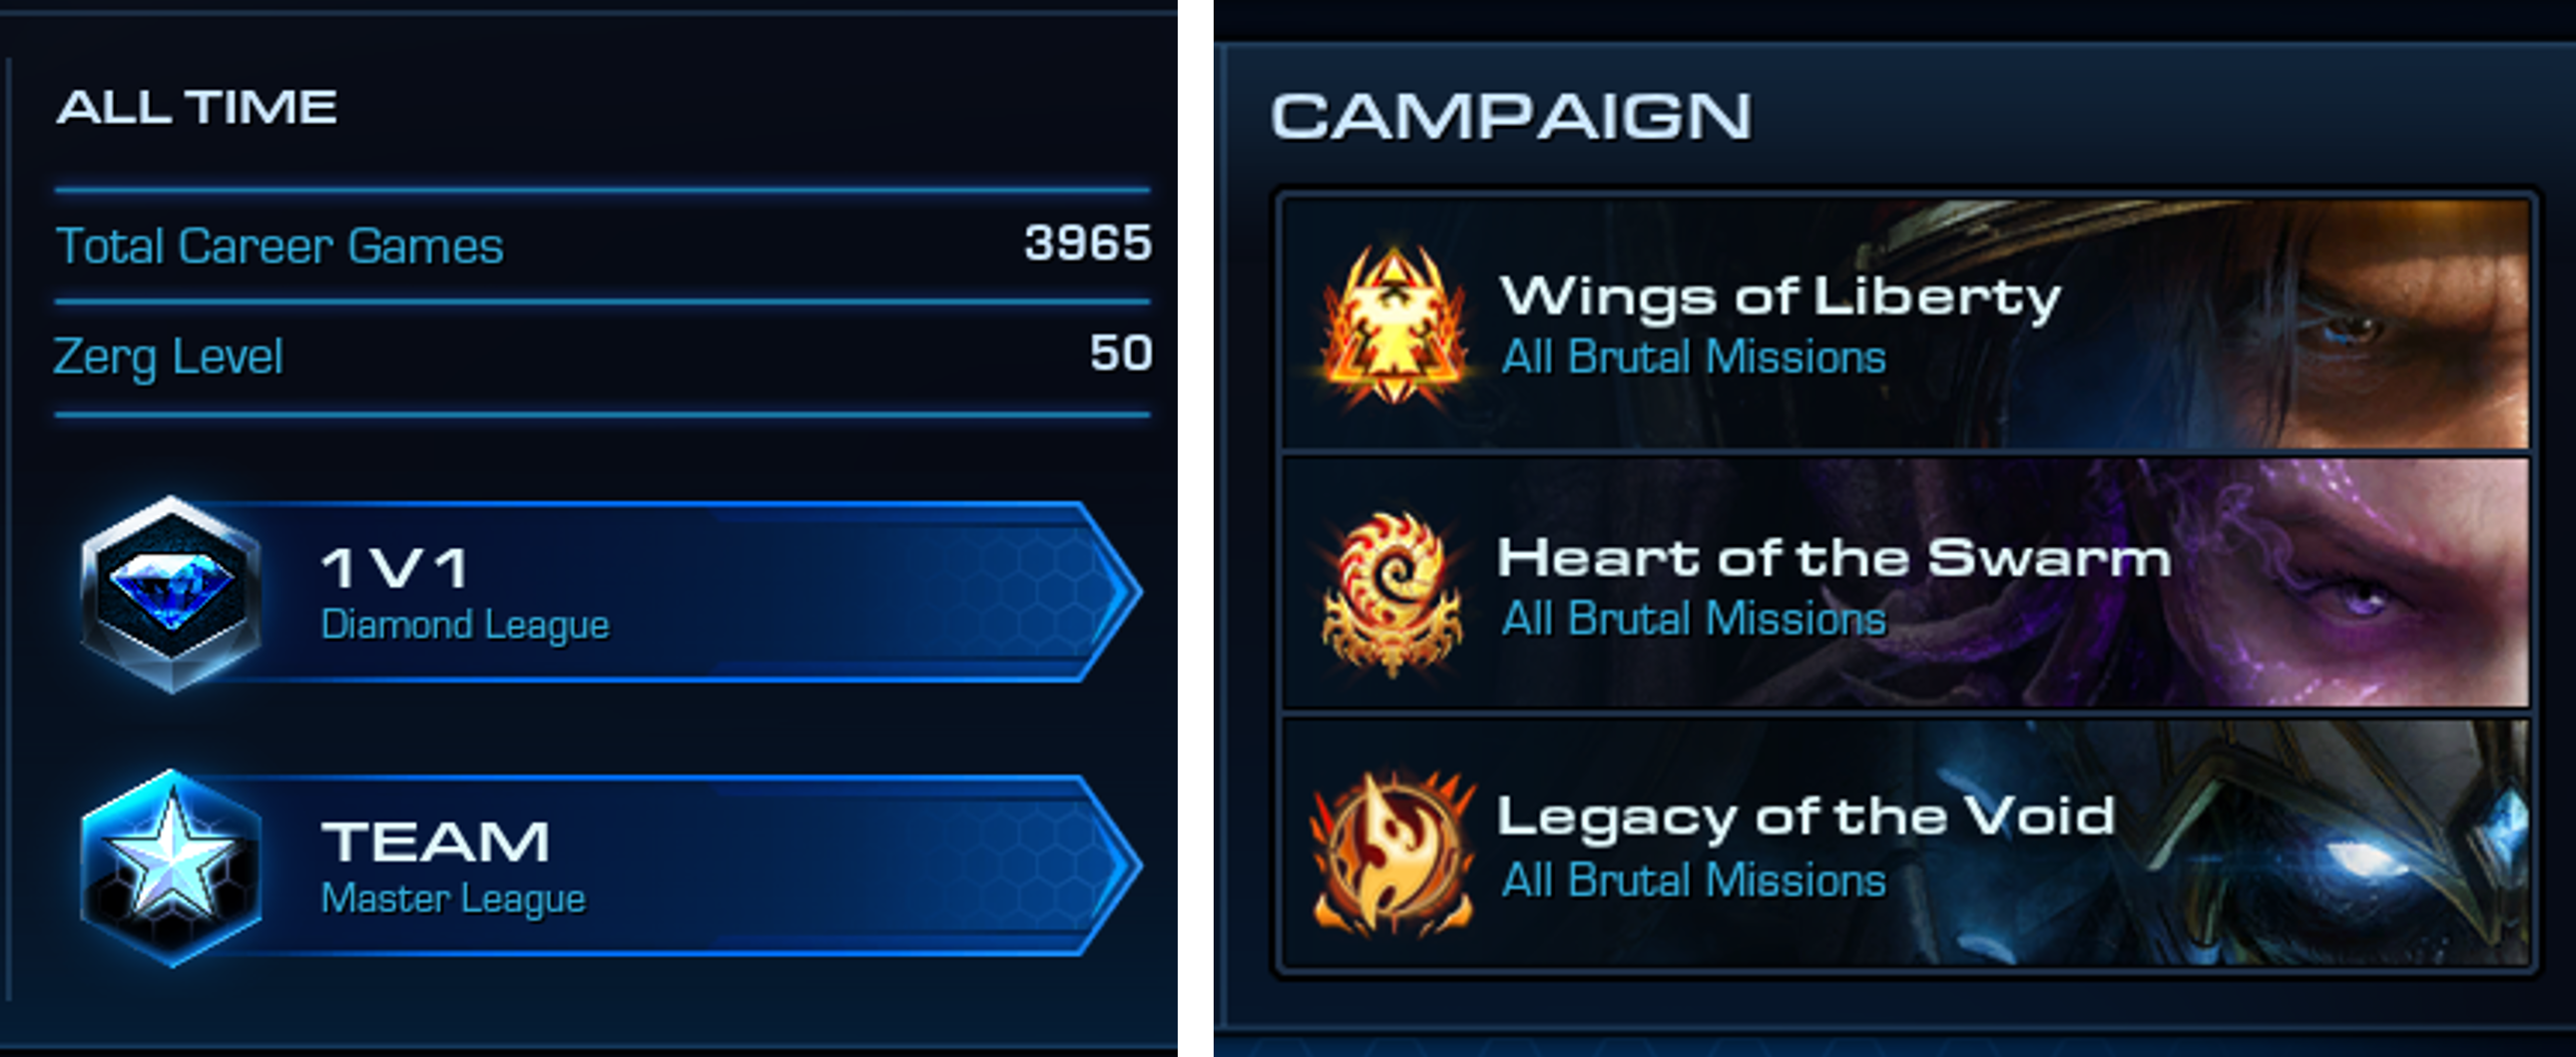 ALL TIME
Total Career Games 3965
Zerg Level 50
1V1
Diamond League
TEAM
Master League
CAMPAIGN
Wings of Liberty
All Brutal Missions
Heart of the Swarm
All Brutal Missions
Legacy of the Void
All Brutal Missions